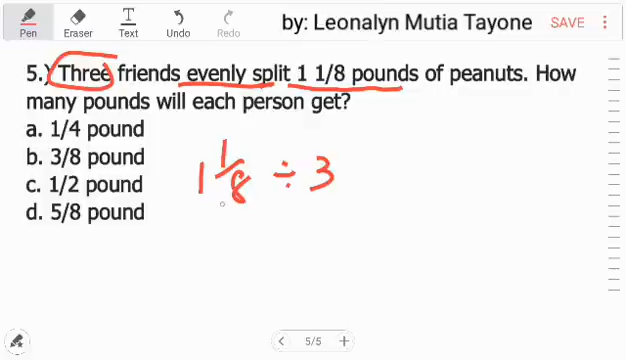 Pen
Eraser
Text
Undo
Redo
by: Leonalyn Mutia Tayone
SAVE
5.) Three friends evenly split 1 1/8 pounds of peanuts. How
many pounds will each person get?
a. 1/4 pound
b. 3/8 pound
c. 1/2 pound
d. 5/8 pound
1 1/8 ÷ 3
5/5